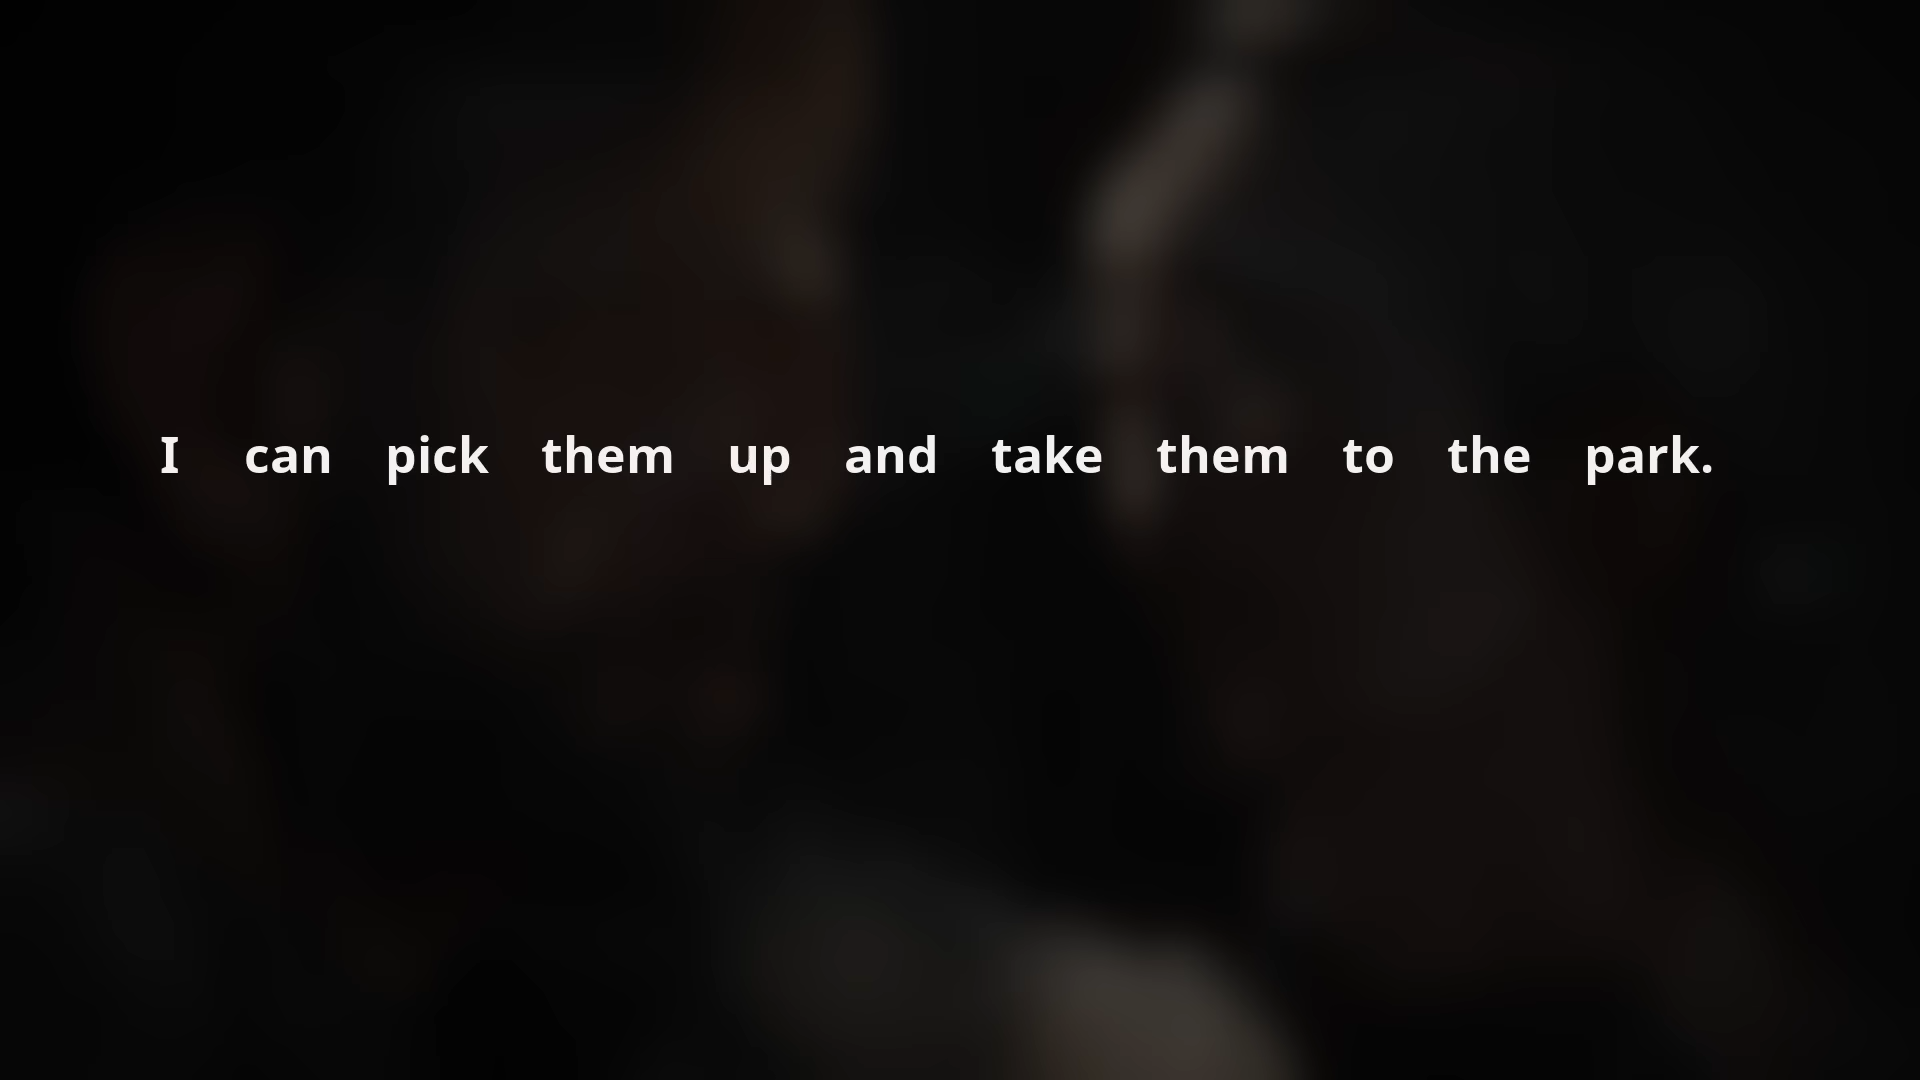 I can pick them up and take them to the park.